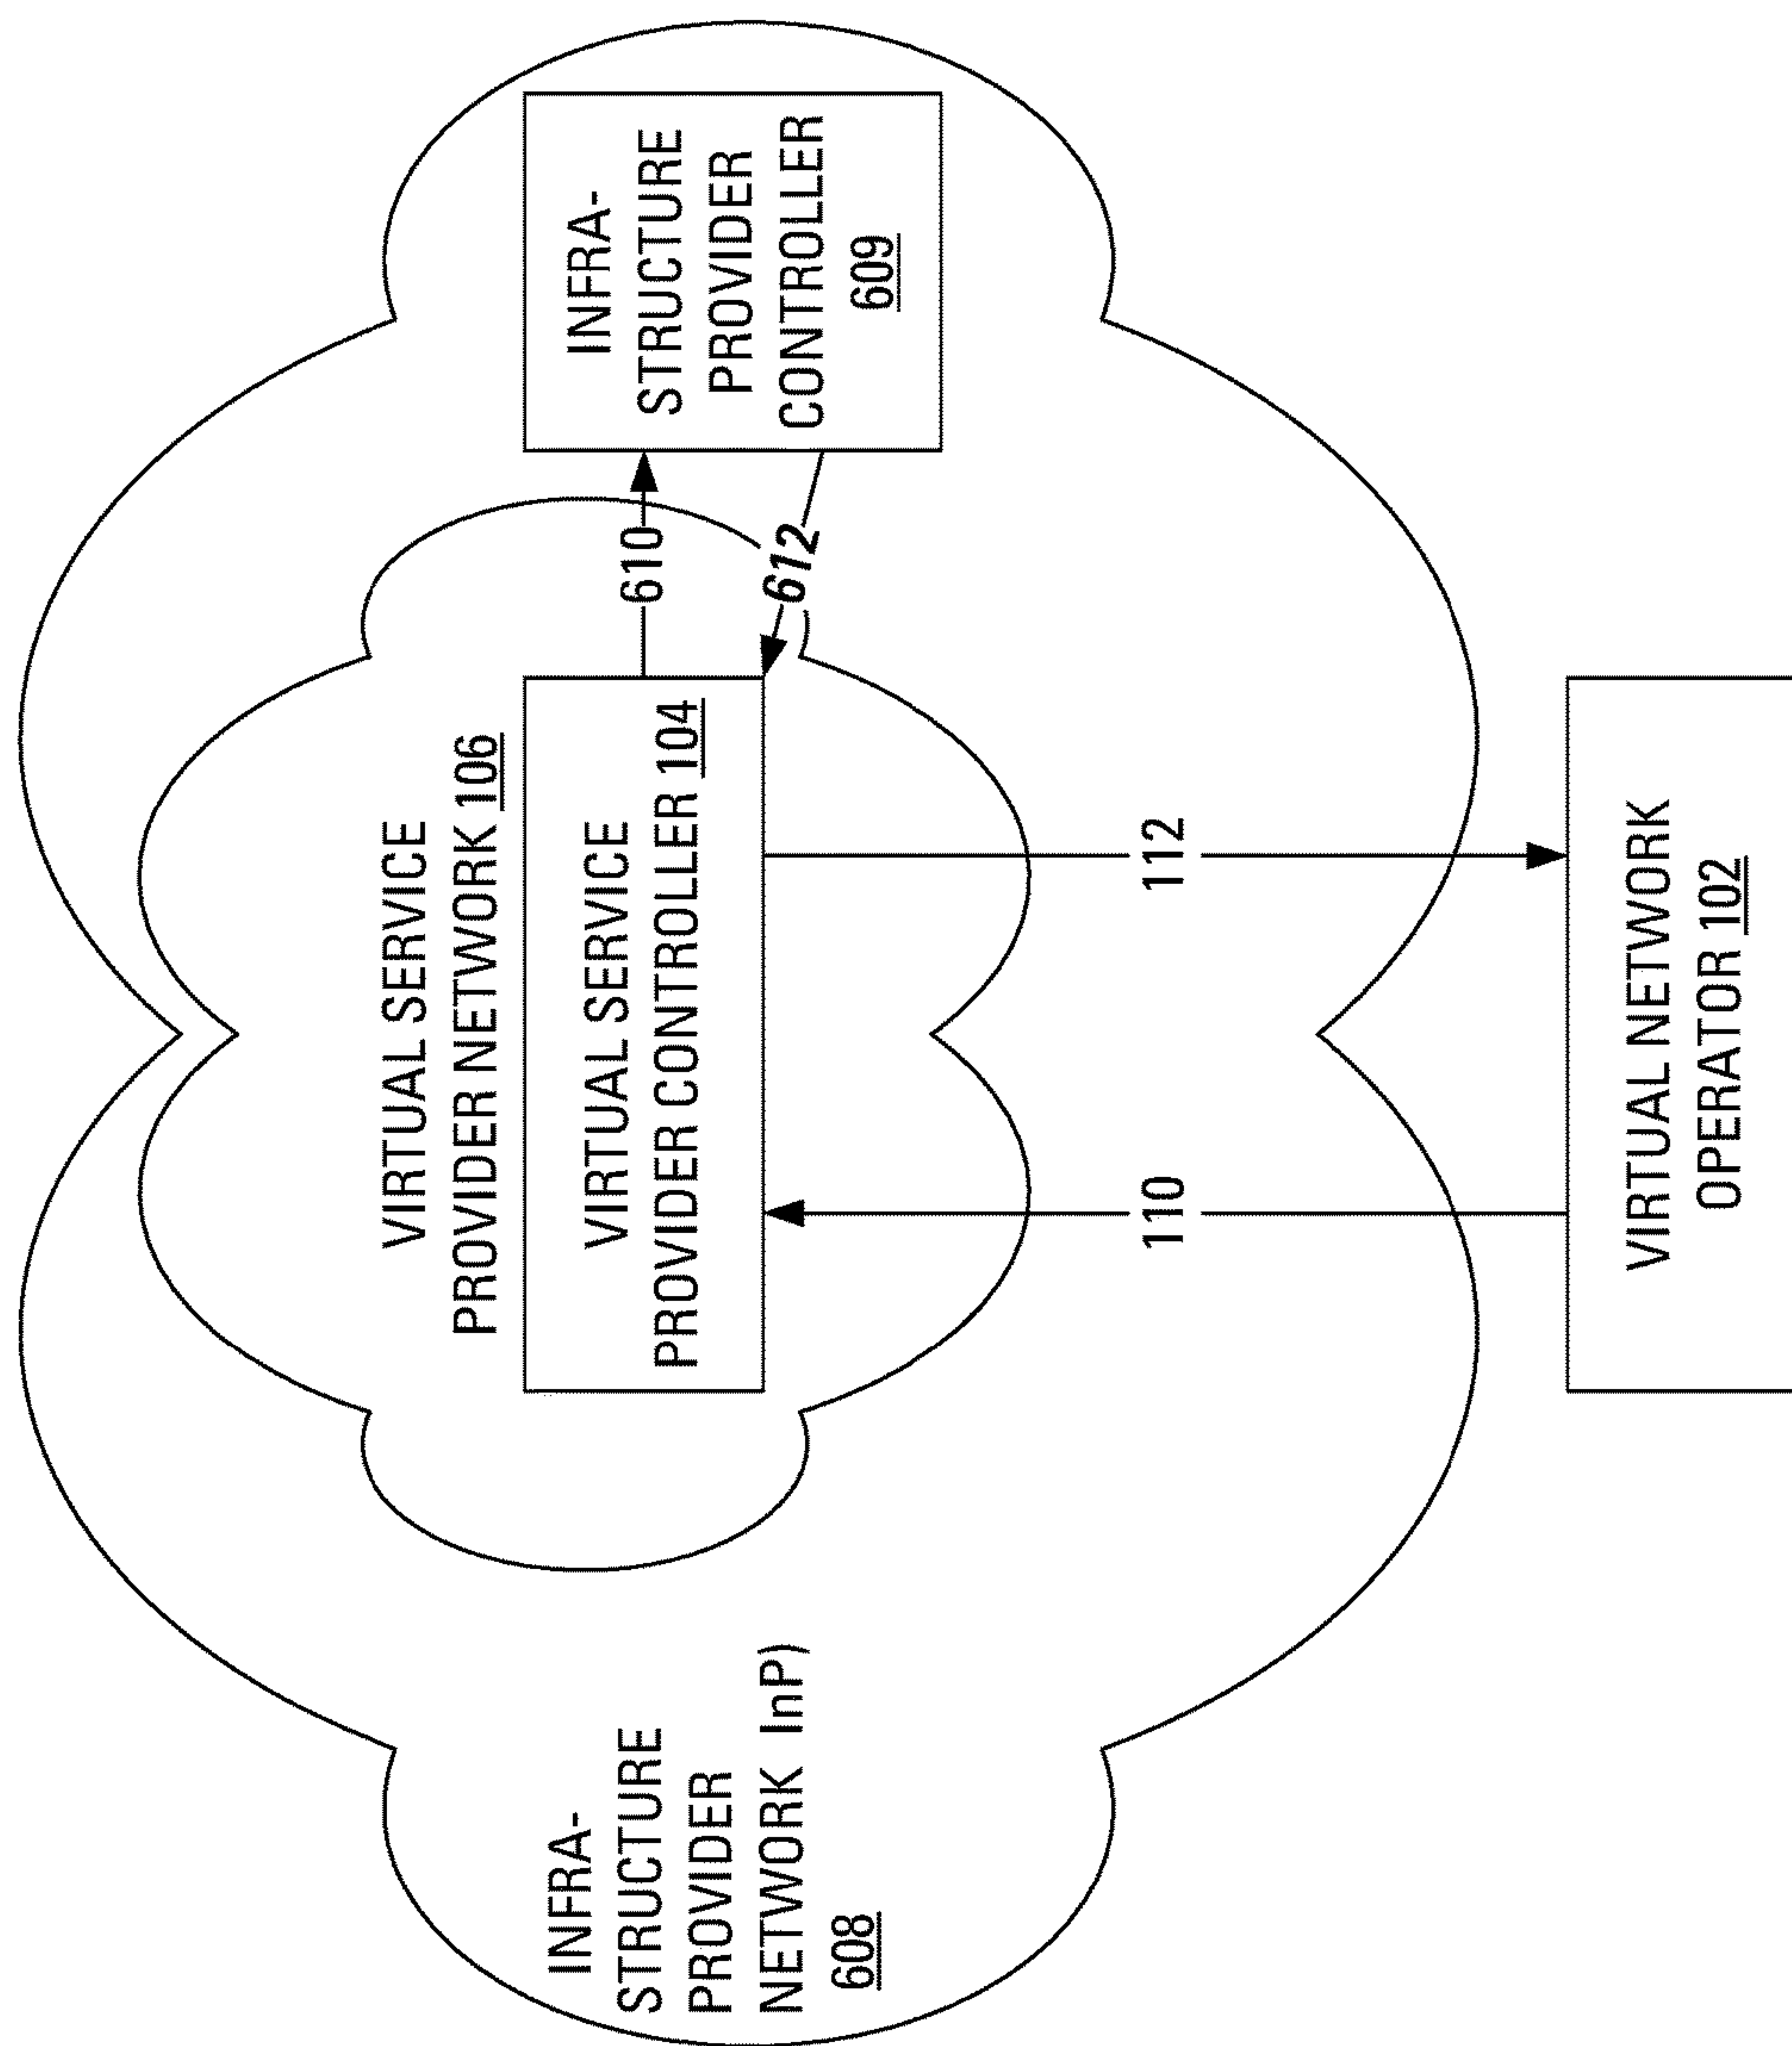 INFRA-
STRUCTURE
PROVIDER
NETWORK InP)
608
VIRTUAL SERVICE
PROVIDER NETWORK 106
VIRTUAL SERVICE
PROVIDER CONTROLLER 104
610
612
INFRA-
STRUCTURE
PROVIDER
CONTROLLER
609
110
112
VIRTUAL NETWORK
OPERATOR 102